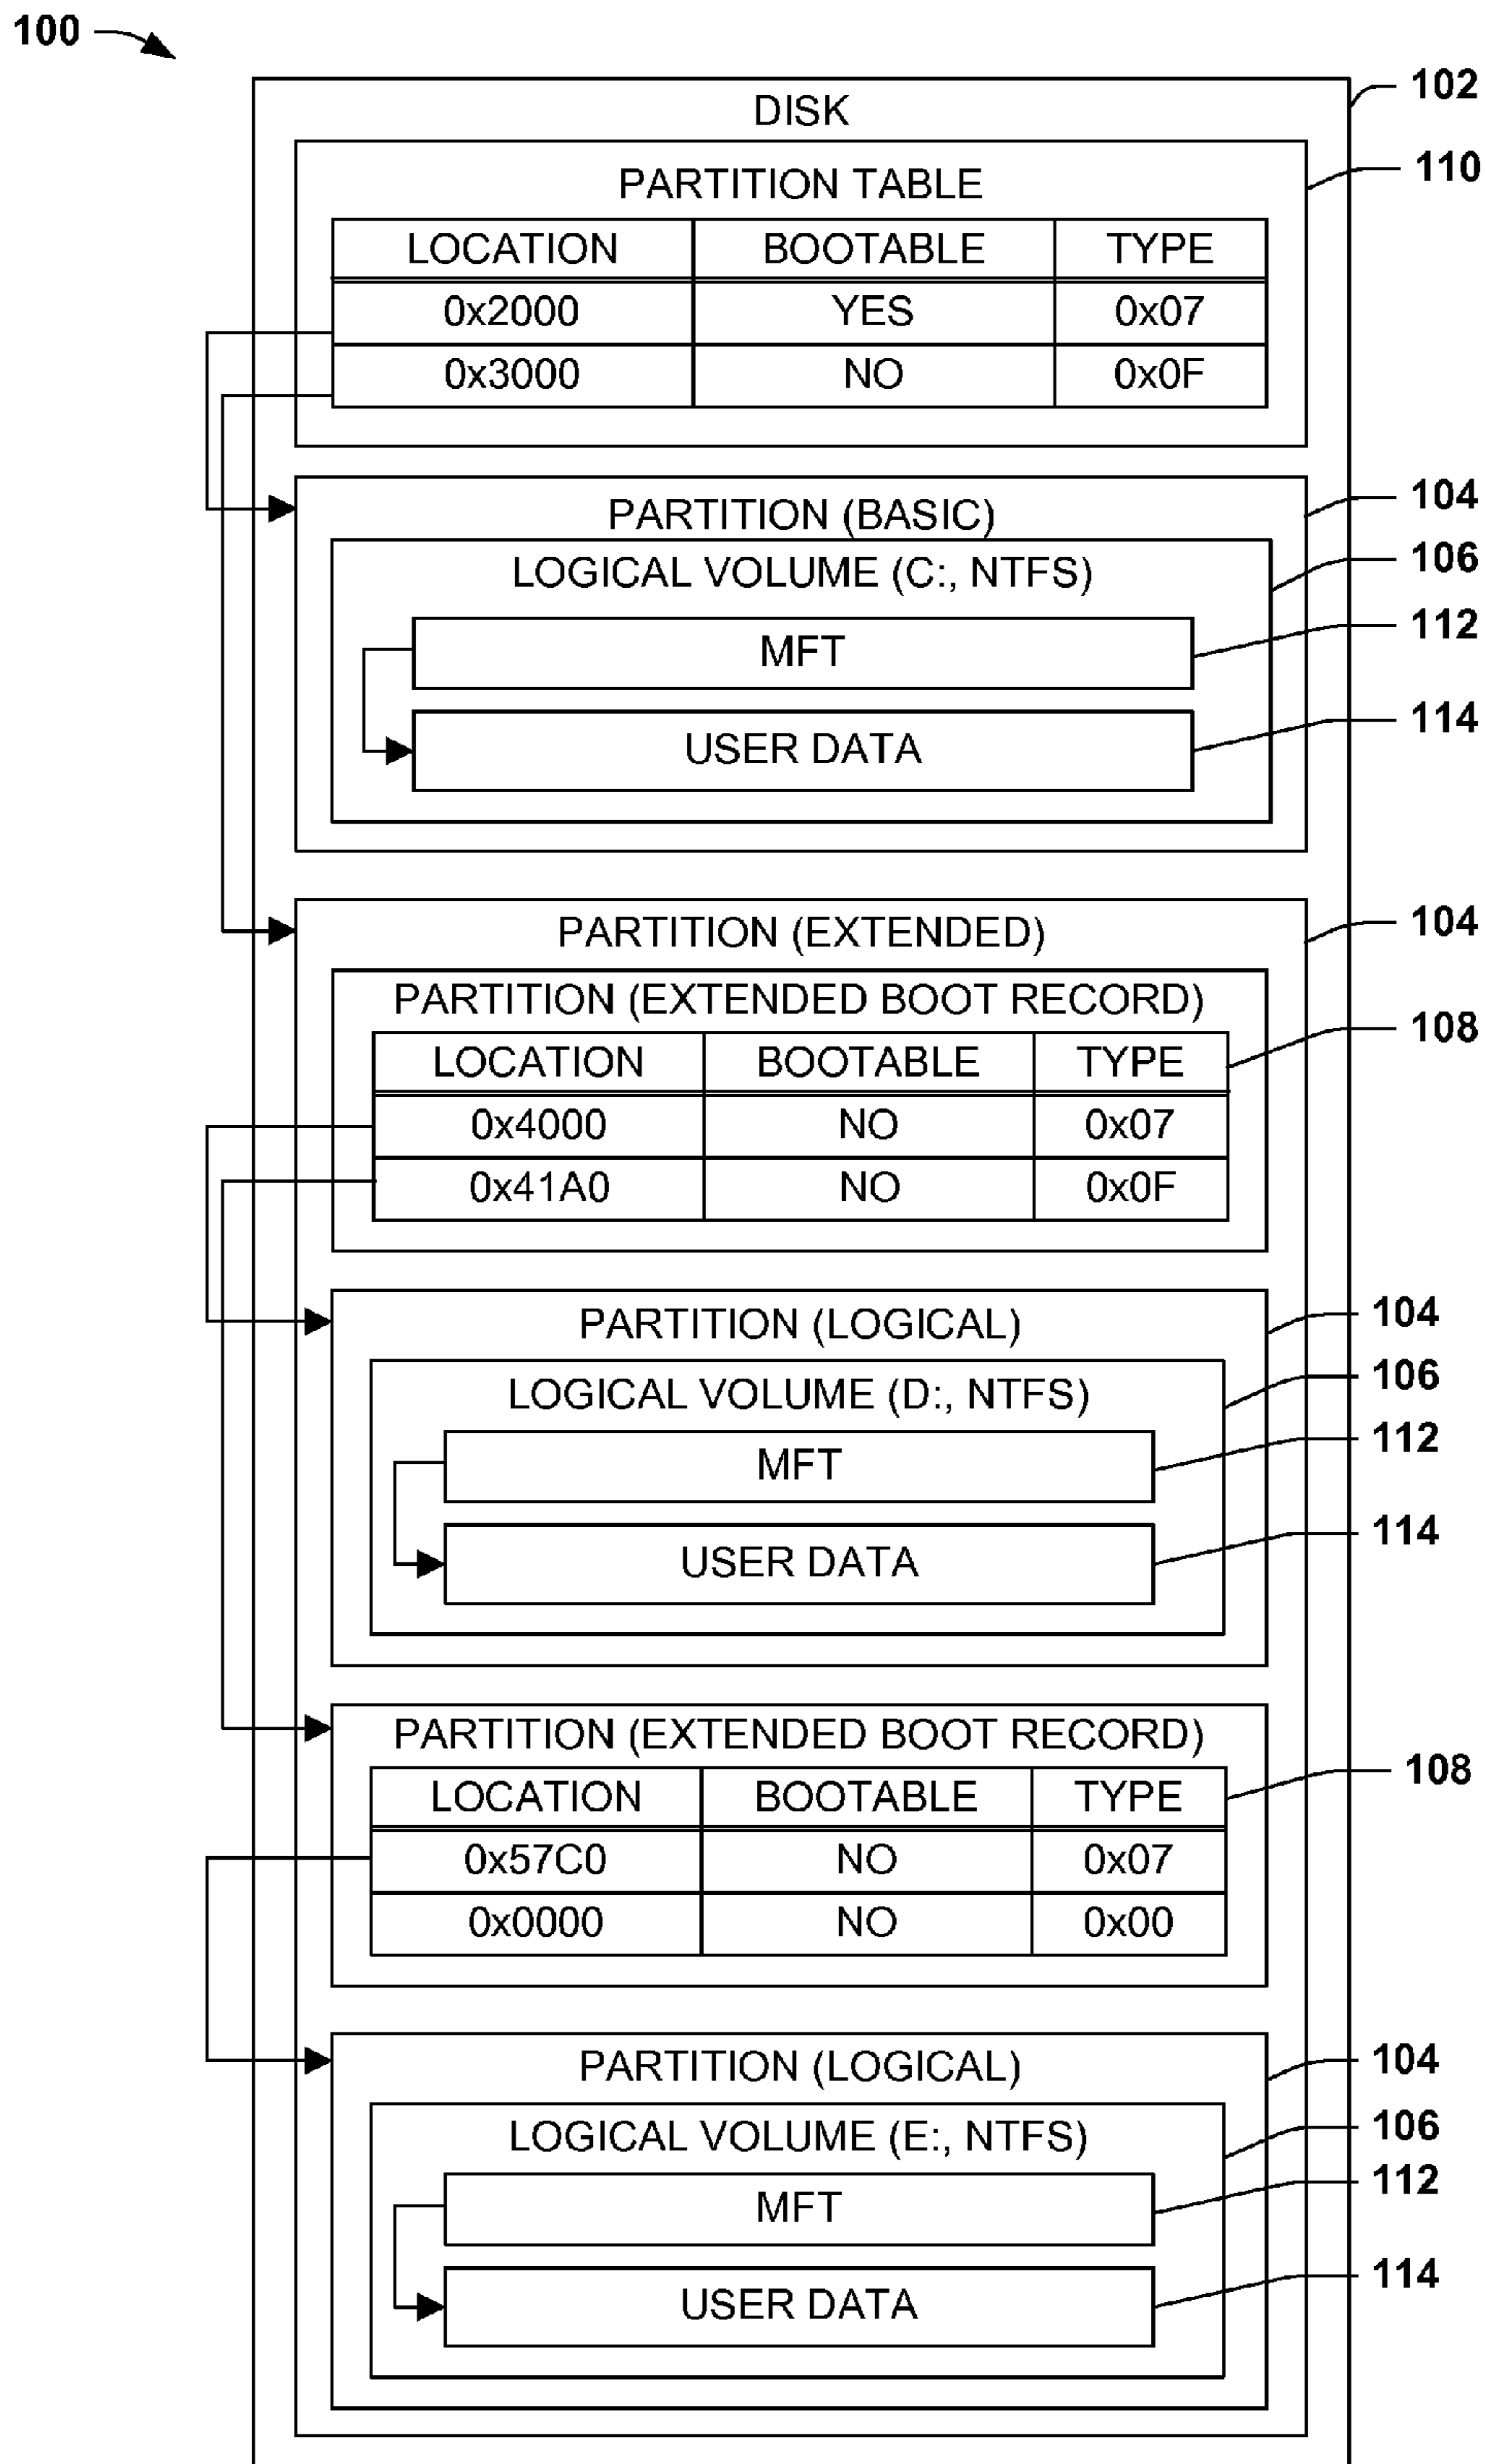 100
102
DISK
110
PARTITION TABLE
LOCATION BOOTABLE TYPE
0x2000 YES 0x07
0x3000 NO 0x0F
104
PARTITION (BASIC)
106
LOGICAL VOLUME (C:, NTFS)
112
MFT
114
USER DATA
104
PARTITION (EXTENDED)
PARTITION (EXTENDED BOOT RECORD)
108
LOCATION BOOTABLE TYPE
0x4000 NO 0x07
0x41A0 NO 0x0F
104
PARTITION (LOGICAL)
106
LOGICAL VOLUME (D:, NTFS)
112
MFT
114
USER DATA
PARTITION (EXTENDED BOOT RECORD)
108
LOCATION BOOTABLE TYPE
0x57C0 NO 0x07
0x0000 NO 0x00
104
PARTITION (LOGICAL)
106
LOGICAL VOLUME (E:, NTFS)
112
MFT
114
USER DATA